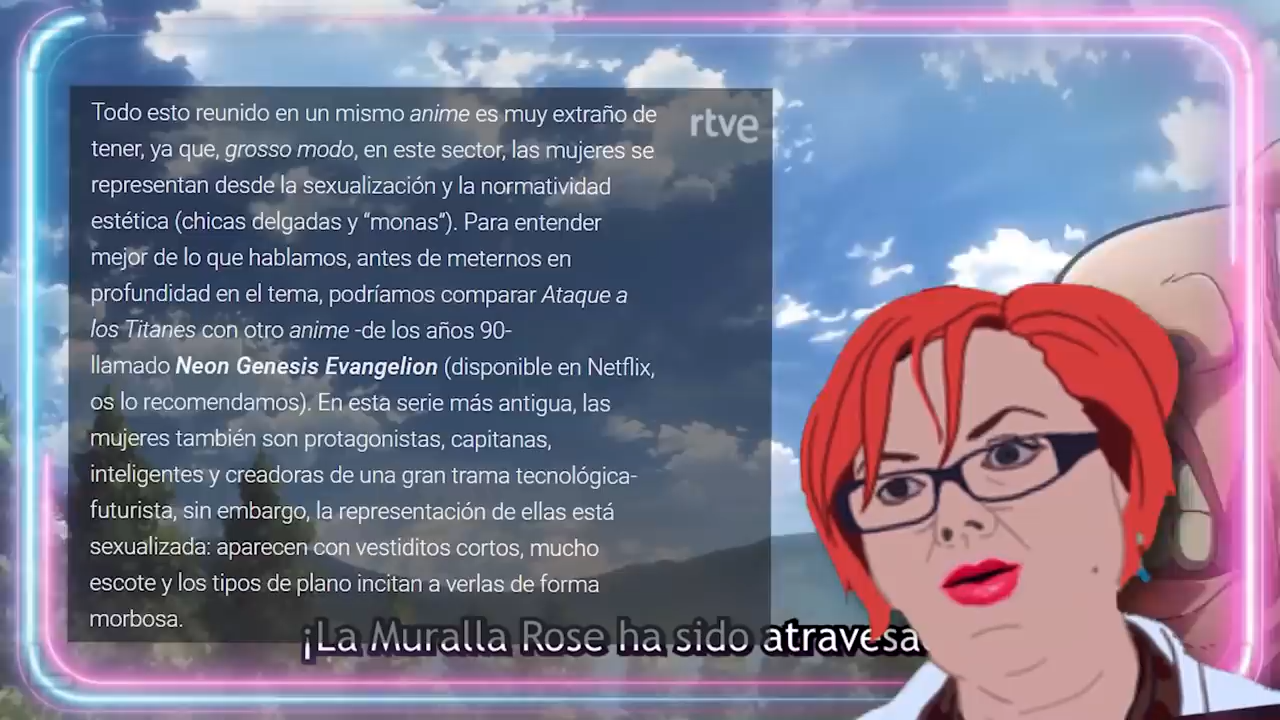 Todo esto reunido en un mismo anime es muy extraño de
rtve
tener, ya que, grosso modo, en este sector, las mujeres se
representan desde la sexualización y la normatividad
estética (chicas delgadas y “monas”). Para entender
mejor de lo que hablamos, antes de meternos en
profundidad en el tema, podríamos comparar Ataque a
los Titanes con otro anime -de los años 90-
llamado Neon Genesis Evangelion (disponible en Netflix,
os lo recomendamos). En esta serie más antigua, las
mujeres también son protagonistas, capitanas,
inteligentes y creadoras de una gran trama tecnológica-
futurista, sin embargo, la representación de ellas está
sexualizada: aparecen con vestiditos cortos, mucho
escote y los tipos de plano incitan a verlas de forma
morbosa.
¡La Muralla Rose ha sido